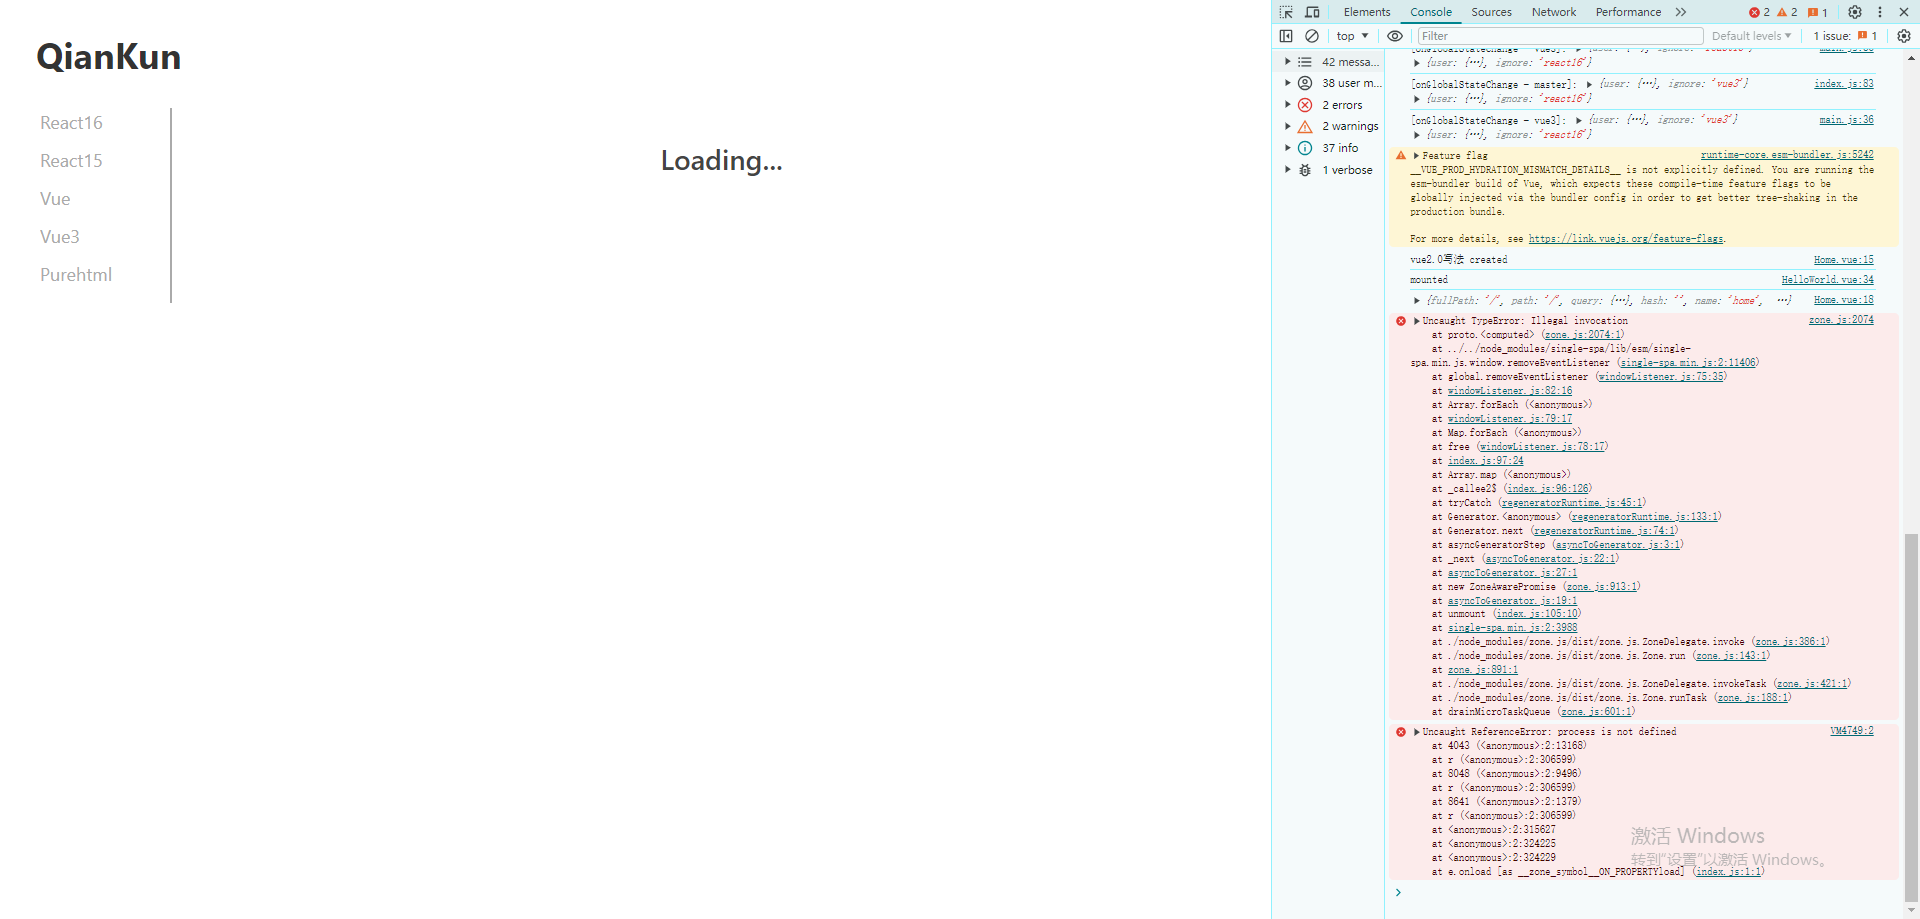 QianKun
React16
React15
Vue
Vue3
Purehtml
Loading...
Elements Console Sources Network Performance 2 2 1
top Filter Default levels 1 issue: 1
42 messa...
38 user m...
2 errors
2 warnings
37 info
1 verbose
{user: {…}, ignore: 'react16'}
[onGlobalStateChange - master]: {user: {…}, ignore: 'vue3'} index.js:83
{user: {…}, ignore: 'react16'}
[onGlobalStateChange - vue3]: {user: {…}, ignore: 'vue3'} main.js:36
{user: {…}, ignore: 'react16'}
Feature flag runtime-core.esm-bundler.js:5242
__VUE_PROD_HYDRATION_MISMATCH_DETAILS__ is not explicitly defined. You are running the
esm-bundler build of Vue, which expects these compile-time feature flags to be
globally injected via the bundler config in order to get better tree-shaking in the
production bundle.
For more details, see https://link.vuejs.org/feature-flags.
vue2.0写法 created Home.vue:15
mounted HelloWorld.vue:34
{fullPath: '/', path: '/', query: {…}, hash: '', name: 'home', …} Home.vue:18
Uncaught TypeError: Illegal invocation zone.js:2074
at proto.<computed> (zone.js:2074:1)
at ../../node_modules/single-spa/lib/esm/single-
spa.min.js.window.removeEventListener (single-spa.min.js:2:11406)
at global.removeEventListener (windowListener.js:75:35)
at windowListener.js:82:16
at Array.forEach (<anonymous>)
at windowListener.js:79:17
at Map.forEach (<anonymous>)
at free (windowListener.js:78:17)
at index.js:97:24
at Array.map (<anonymous>)
at _callee2$ (index.js:96:126)
at tryCatch (regeneratorRuntime.js:45:1)
at Generator.<anonymous> (regeneratorRuntime.js:133:1)
at Generator.next (regeneratorRuntime.js:74:1)
at asyncGeneratorStep (asyncToGenerator.js:3:1)
at _next (asyncToGenerator.js:22:1)
at asyncToGenerator.js:27:1
at new ZoneAwarePromise (zone.js:913:1)
at asyncToGenerator.js:19:1
at unmount (index.js:105:10)
at single-spa.min.js:2:3988
at ./node_modules/zone.js/dist/zone.js.ZoneDelegate.invoke (zone.js:386:1)
at ./node_modules/zone.js/dist/zone.js.Zone.run (zone.js:143:1)
at zone.js:891:1
at ./node_modules/zone.js/dist/zone.js.ZoneDelegate.invokeTask (zone.js:421:1)
at ./node_modules/zone.js/dist/zone.js.Zone.runTask (zone.js:188:1)
at drainMicroTaskQueue (zone.js:601:1)
Uncaught ReferenceError: process is not defined VM4749:2
at 4043 (<anonymous>:2:13168)
at r (<anonymous>:2:306599)
at 8048 (<anonymous>:2:9496)
at r (<anonymous>:2:306599)
at 8641 (<anonymous>:2:1379)
at r (<anonymous>:2:306599)
at <anonymous>:2:315627
at <anonymous>:2:324225
at <anonymous>:2:324229
at e.onload [as __zone_symbol__ON_PROPERTYload] (index.js:1:1)
激活 Windows
转到“设置”以激活 Windows。